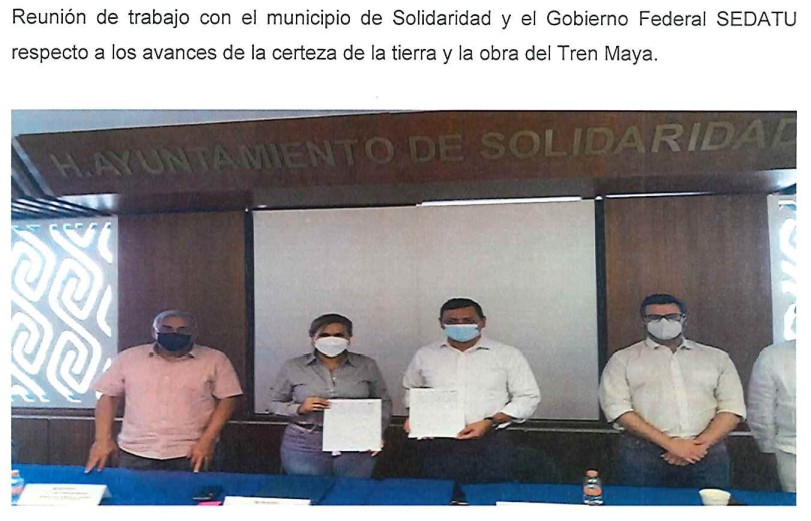 Reunión de trabajo con el municipio de Solidaridad y el Gobierno Federal SEDATU
respecto a los avances de la certeza de la tierra y la obra del Tren Maya.
H. AYUNTAMIENTO DE SOLIDARIDAD